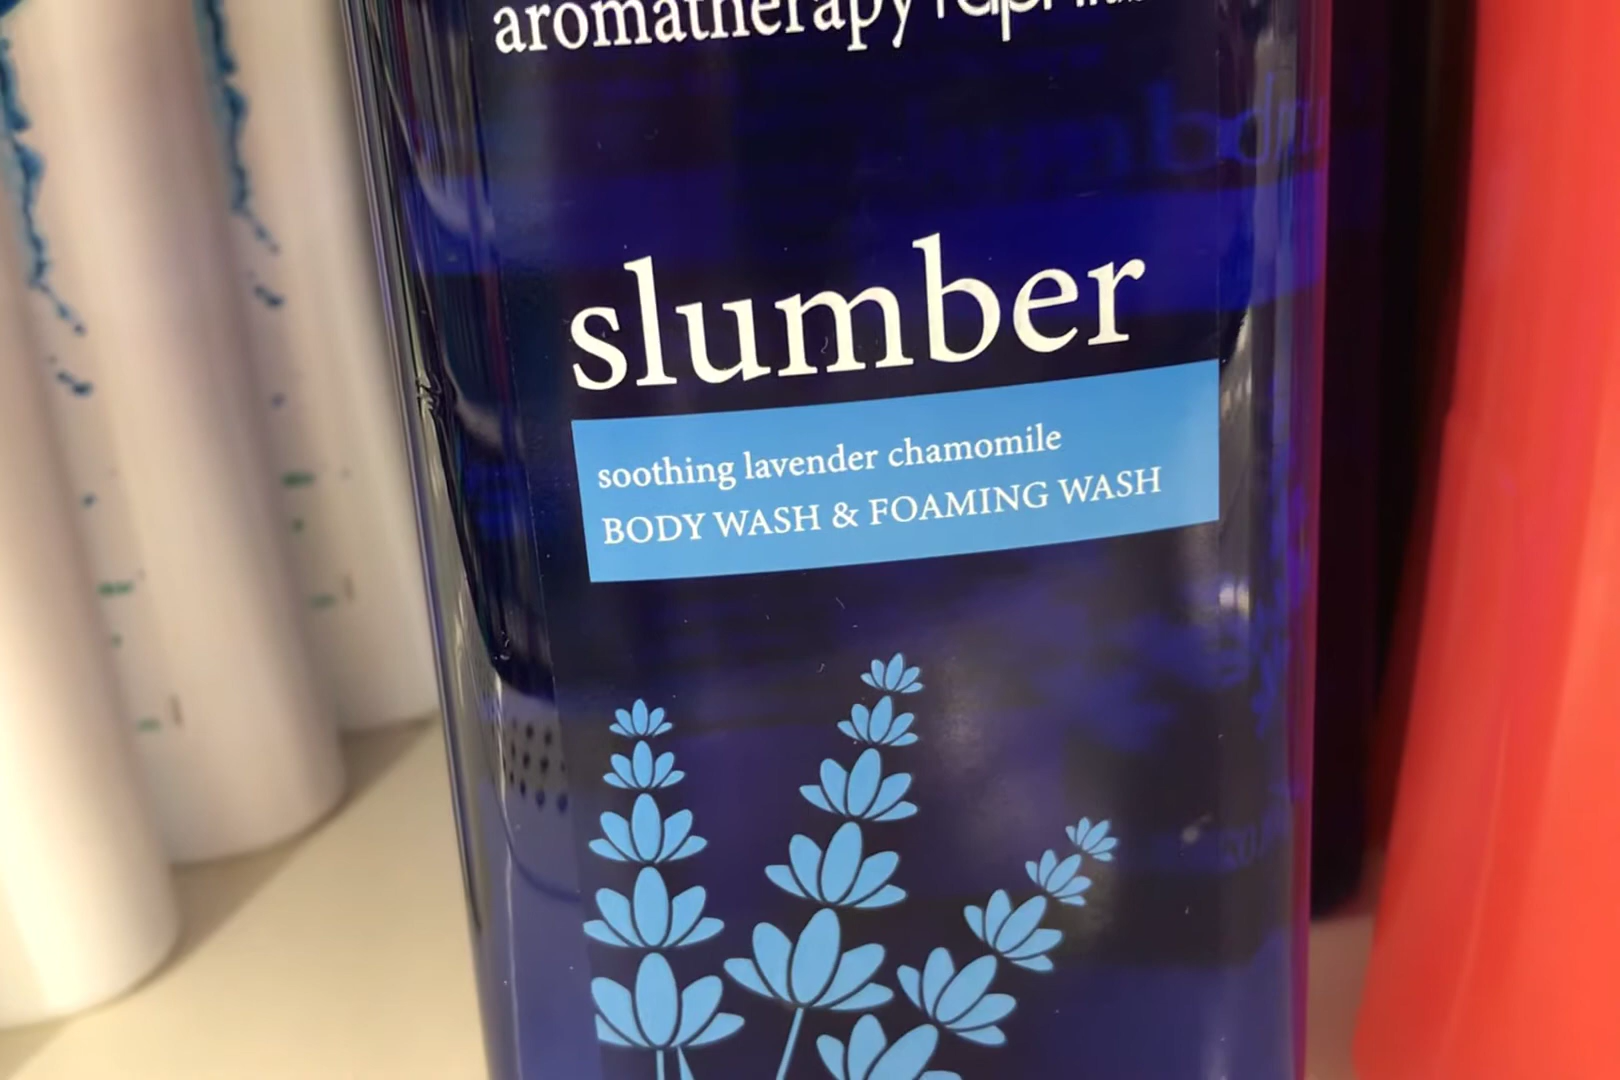 aromatherapy
slumber
soothing lavender chamomile
BODY WASH & FOAMING WASH